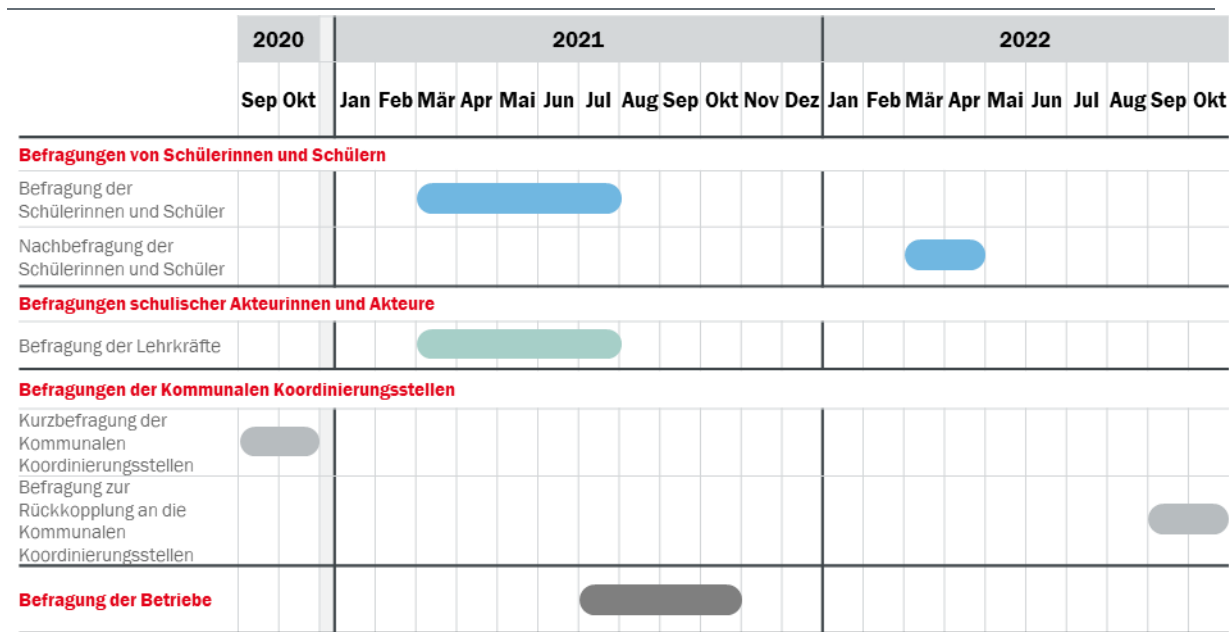 2020 2021 2022
Sep Okt Jan Feb Mär Apr Mai Jun Jul Aug Sep Okt Nov Dez Jan Feb Mär Apr Mai Jun Jul Aug Sep Okt
Befragungen von Schülerinnen und Schülern
Befragung der
Schülerinnen und Schüler
Nachbefragung der
Schülerinnen und Schüler
Befragungen schulischer Akteurinnen und Akteure
Befragung der Lehrkräfte
Befragungen der Kommunalen Koordinierungsstellen
Kurzbefragung der
Kommunalen
Koordinierungsstellen
Befragung zur
Rückkopplung an die
Kommunalen
Koordinierungsstellen
Befragung der Betriebe